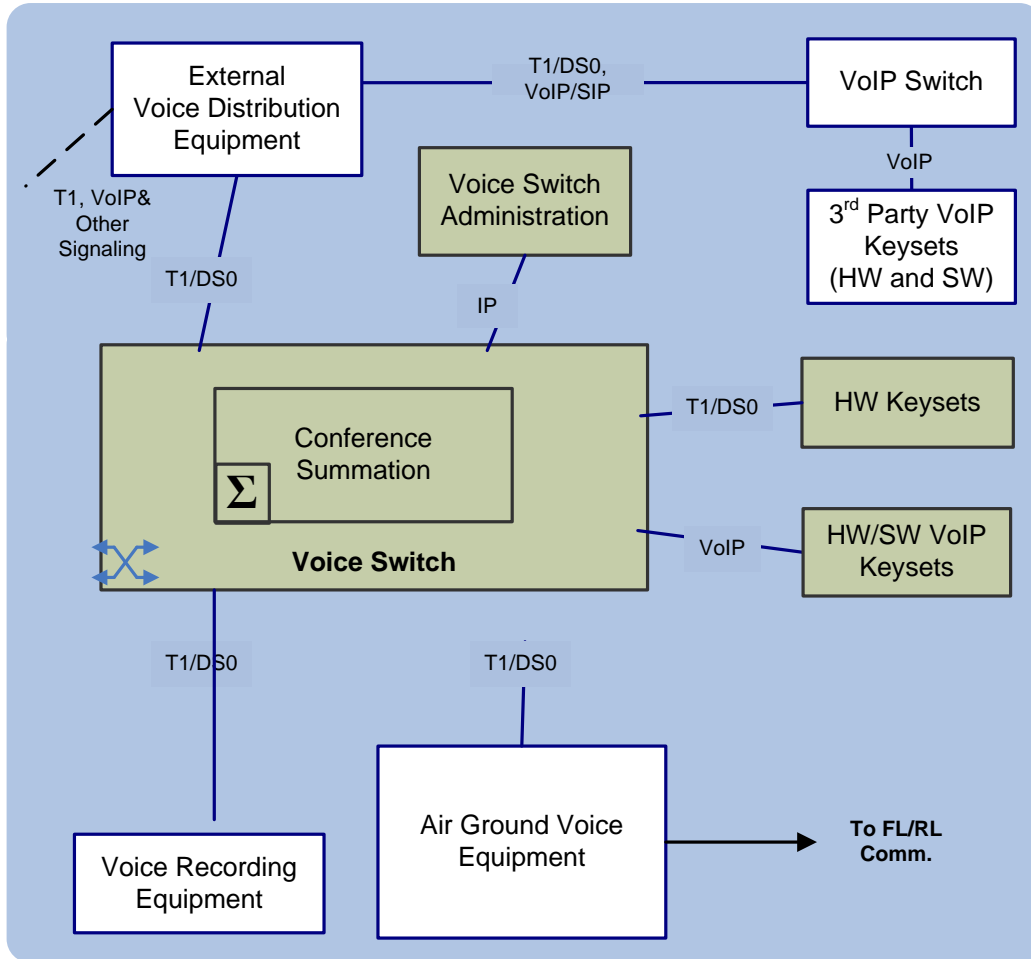 External
Voice Distribution
Equipment
T1/DS0,
VoIP/SIP
VoIP Switch
VoIP
3rd Party VoIP
Keysets
(HW and SW)
Voice Switch
Administration
T1, VoIP&
Other
Signaling
T1/DS0
IP
Conference
Summation
Σ
Voice Switch
T1/DS0
HW Keysets
VoIP
HW/SW VoIP
Keysets
T1/DS0
T1/DS0
Air Ground Voice
Equipment
To FL/RL
Comm.
Voice Recording
Equipment